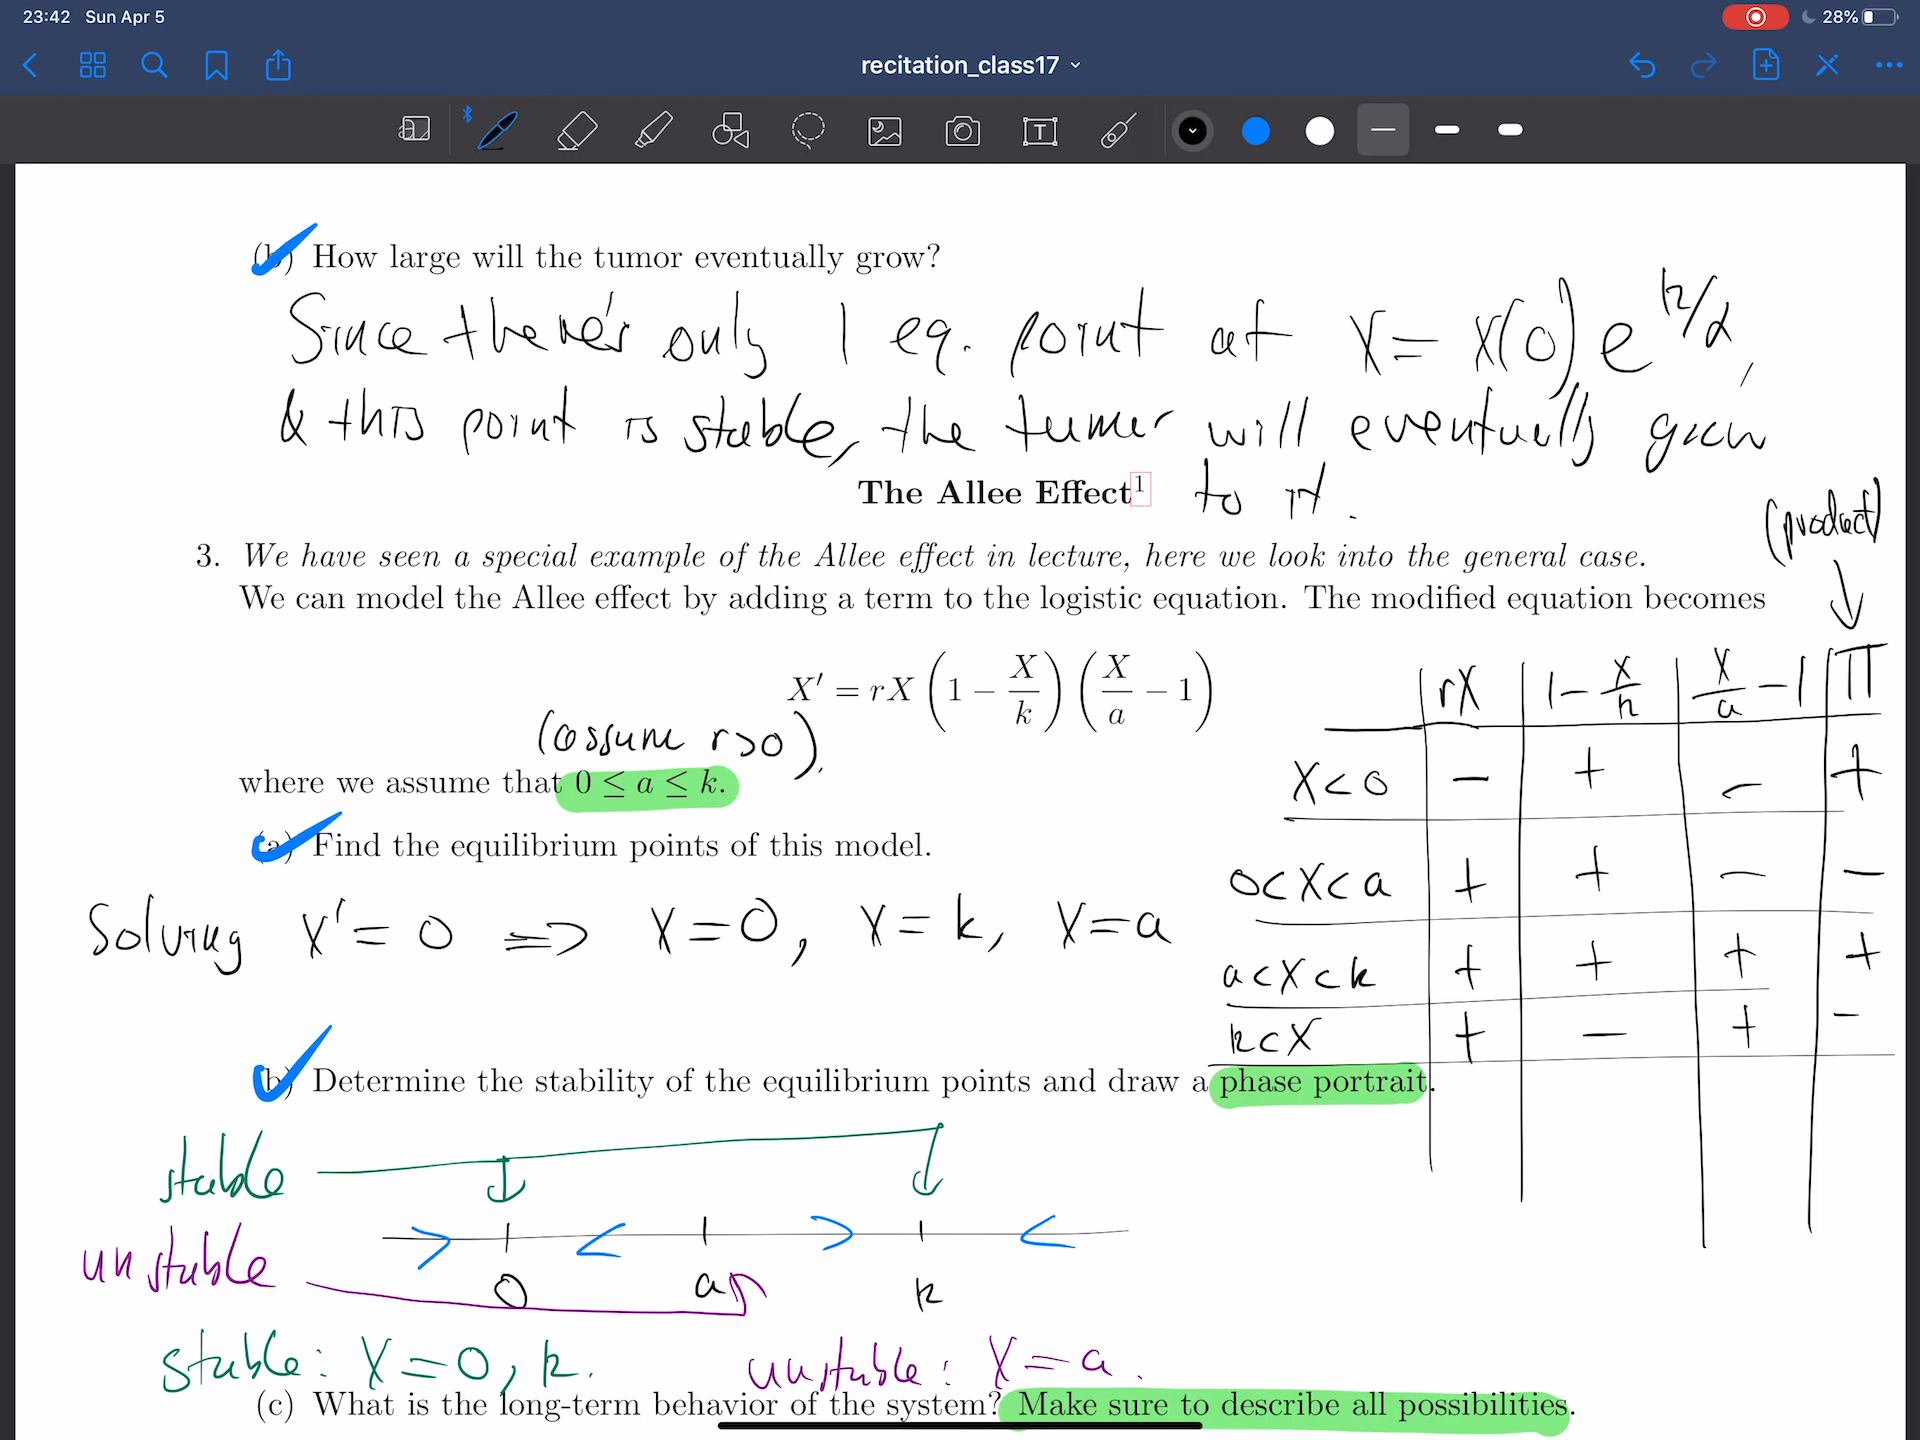 23:42 Sun Apr 5
28%
recitation_class17
(b) How large will the tumor eventually grow?
Since there's only 1 eq. point at X = X(0) e^{k/α},
& this point is stable, the tumor will eventually grow
to it.
The Allee Effect¹
(product)
3. We have seen a special example of the Allee effect in lecture, here we look into the general case.
We can model the Allee effect by adding a term to the logistic equation. The modified equation becomes
X' = rX (1 − X/k) (X/a − 1)
(assume r>0).
where we assume that 0 ≤ a ≤ k.
rX | 1 − X/k | X/a − 1 | Π
X<0 − + − +
0<X<a + + − −
a<X<k + + + +
k<X + − + −
(a) Find the equilibrium points of this model.
Solving X' = 0 => X = 0, X = k, X = a
(b) Determine the stability of the equilibrium points and draw a phase portrait.
stable
unstable
0 a k
stable: X = 0, k.
unstable: X = a.
(c) What is the long-term behavior of the system? Make sure to describe all possibilities.